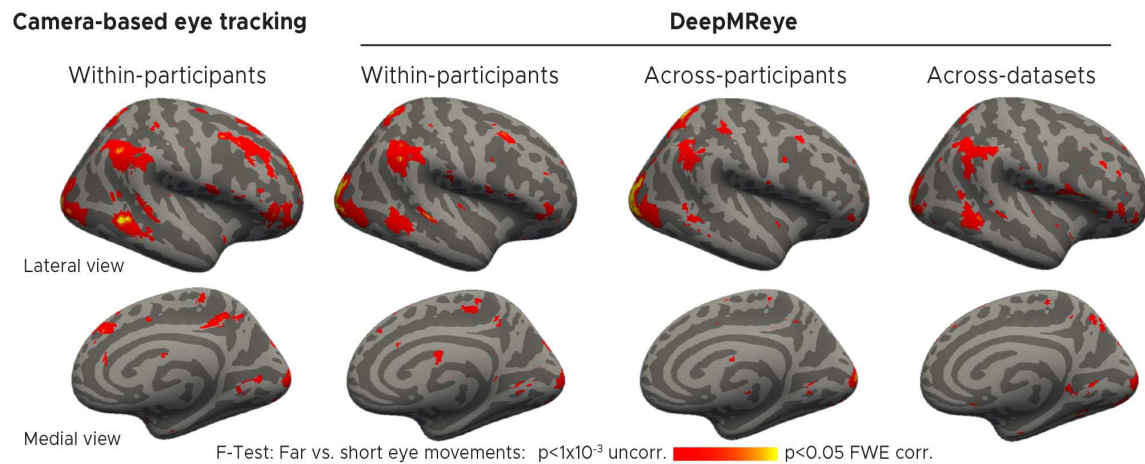 Camera-based eye tracking
DeepMReye
Within-participants
Within-participants
Across-participants
Across-datasets
Lateral view
Medial view
F-Test: Far vs. short eye movements: p<1x10⁻³ uncorr. p<0.05 FWE corr.